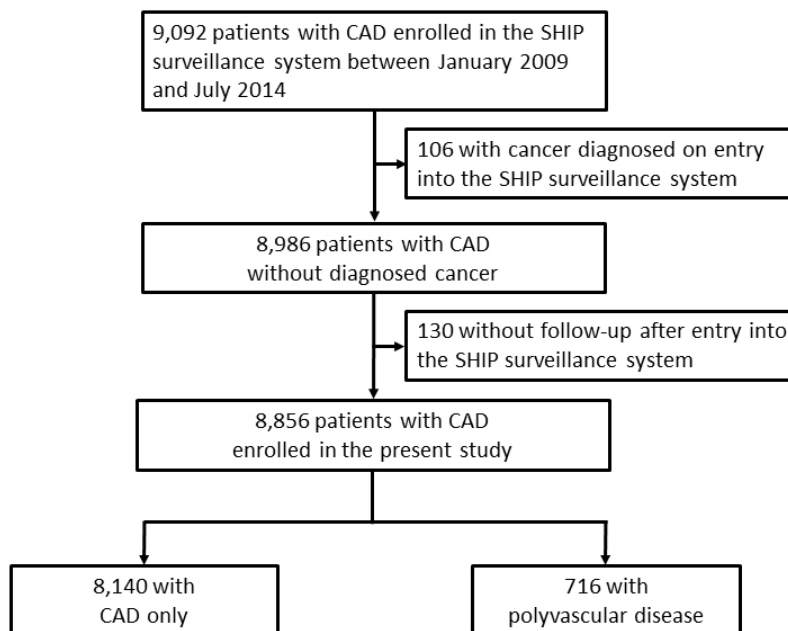 9,092 patients with CAD enrolled in the SHIP
surveillance system between January 2009
and July 2014
106 with cancer diagnosed on entry
into the SHIP surveillance system
8,986 patients with CAD
without diagnosed cancer
130 without follow-up after entry into
the SHIP surveillance system
8,856 patients with CAD
enrolled in the present study
8,140 with
CAD only
716 with
polyvascular disease